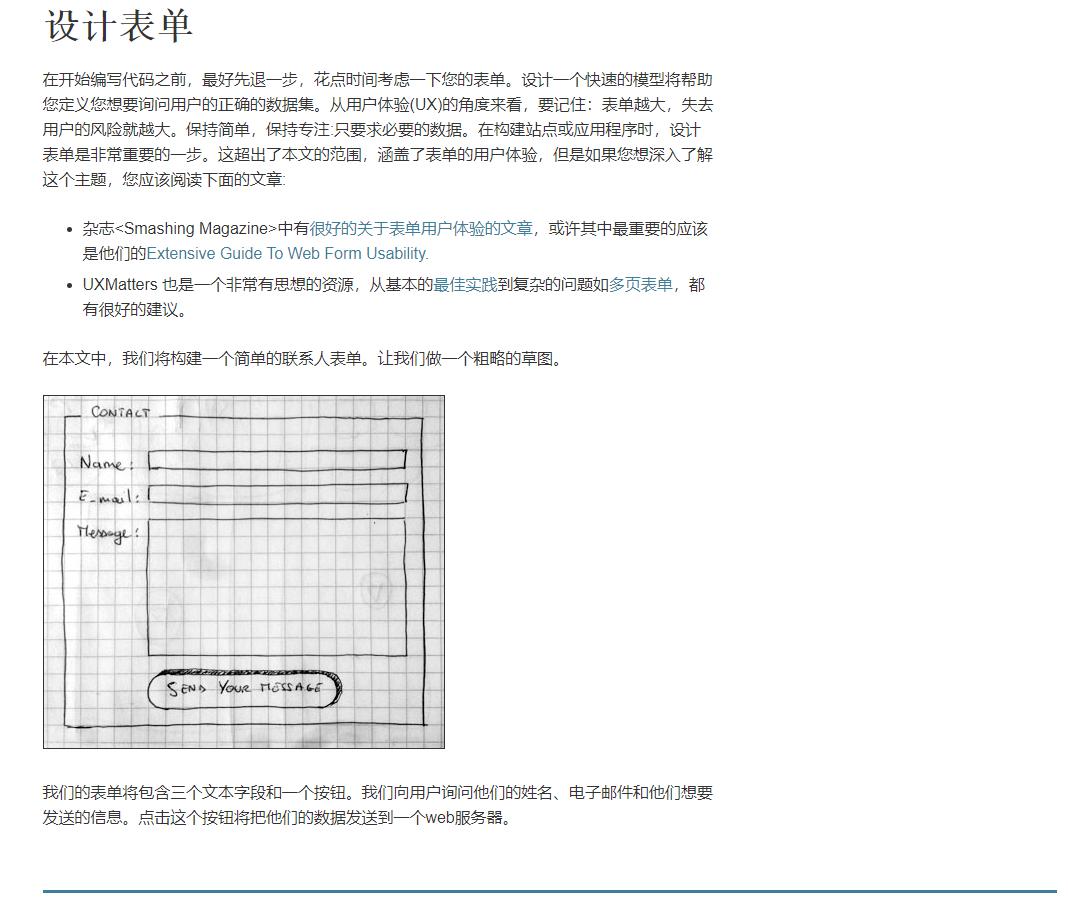 设计表单
在开始编写代码之前，最好先退一步，花点时间考虑一下您的表单。设计一个快速的模型将帮助
您定义您想要询问用户的正确的数据集。从用户体验(UX)的角度来看，要记住：表单越大，失去
用户的风险就越大。保持简单，保持专注:只要求必要的数据。在构建站点或应用程序时，设计
表单是非常重要的一步。这超出了本文的范围，涵盖了表单的用户体验，但是如果您想深入了解
这个主题，您应该阅读下面的文章:
• 杂志<Smashing Magazine>中有很好的关于表单用户体验的文章，或许其中最重要的应该
是他们的Extensive Guide To Web Form Usability.
• UXMatters 也是一个非常有思想的资源，从基本的最佳实践到复杂的问题如多页表单，都
有很好的建议。
在本文中，我们将构建一个简单的联系人表单。让我们做一个粗略的草图。
CONTACT
Name:
E-mail:
Message:
SEND YOUR MESSAGE
我们的表单将包含三个文本字段和一个按钮。我们向用户询问他们的姓名、电子邮件和他们想要
发送的信息。点击这个按钮将把他们的数据发送到一个web服务器。